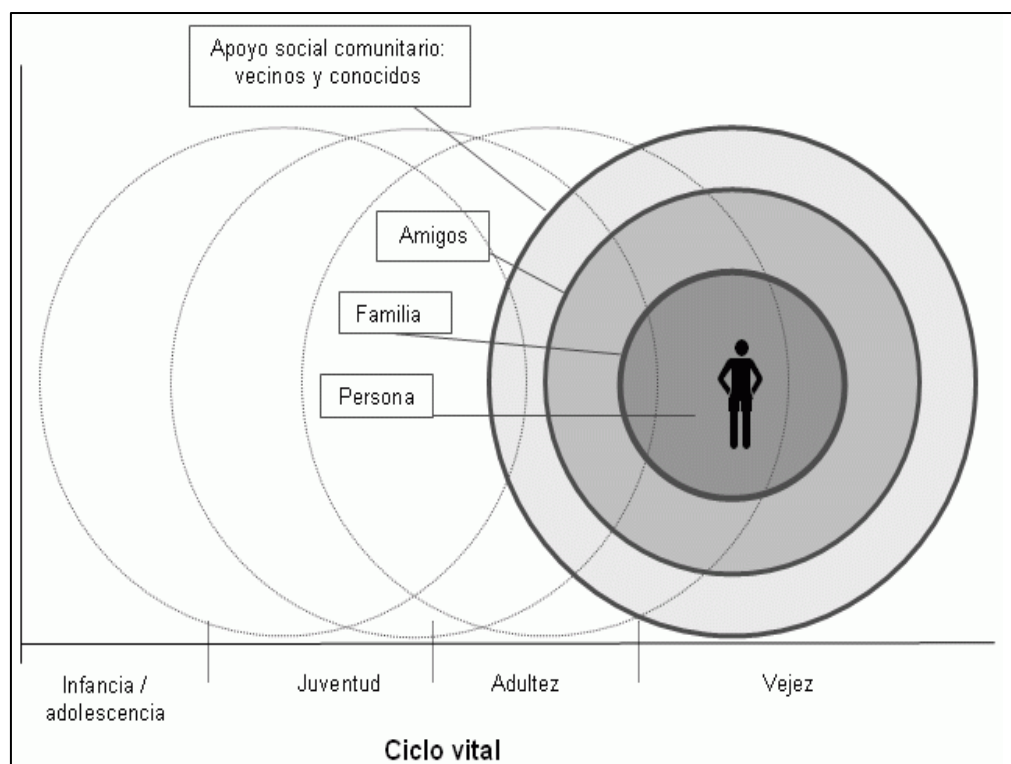 Apoyo social comunitario:
vecinos y conocidos
Amigos
Familia
Persona
Infancia /
adolescencia
Juventud
Adultez
Vejez
Ciclo vital